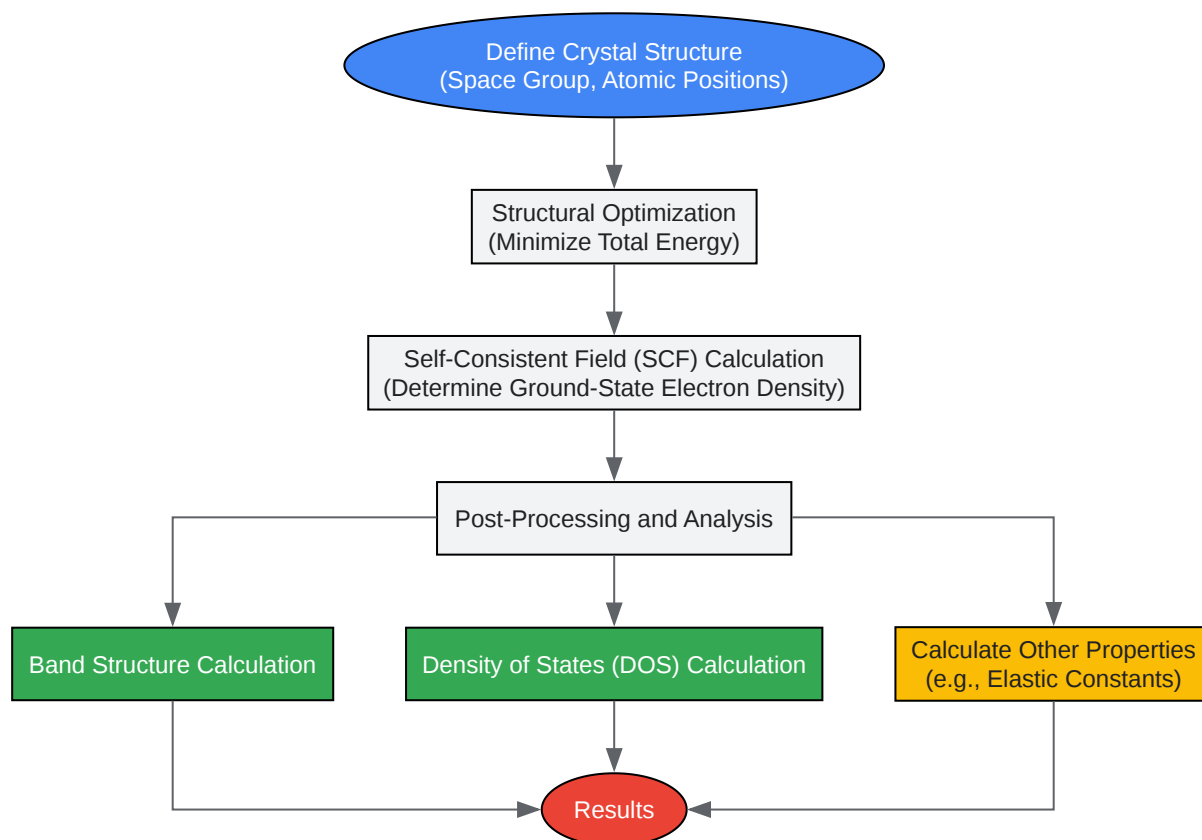 Define Crystal Structure
(Space Group, Atomic Positions)
Structural Optimization
(Minimize Total Energy)
Self-Consistent Field (SCF) Calculation
(Determine Ground-State Electron Density)
Post-Processing and Analysis
Band Structure Calculation
Density of States (DOS) Calculation
Calculate Other Properties
(e.g., Elastic Constants)
Results